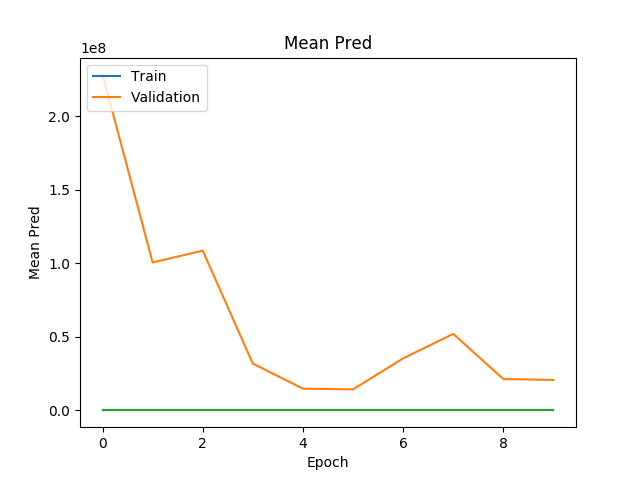 Mean Pred
1e8
Train
Validation
2.0
1.5
1.0
0.5
0.0
Mean Pred
0 2 4 6 8
Epoch